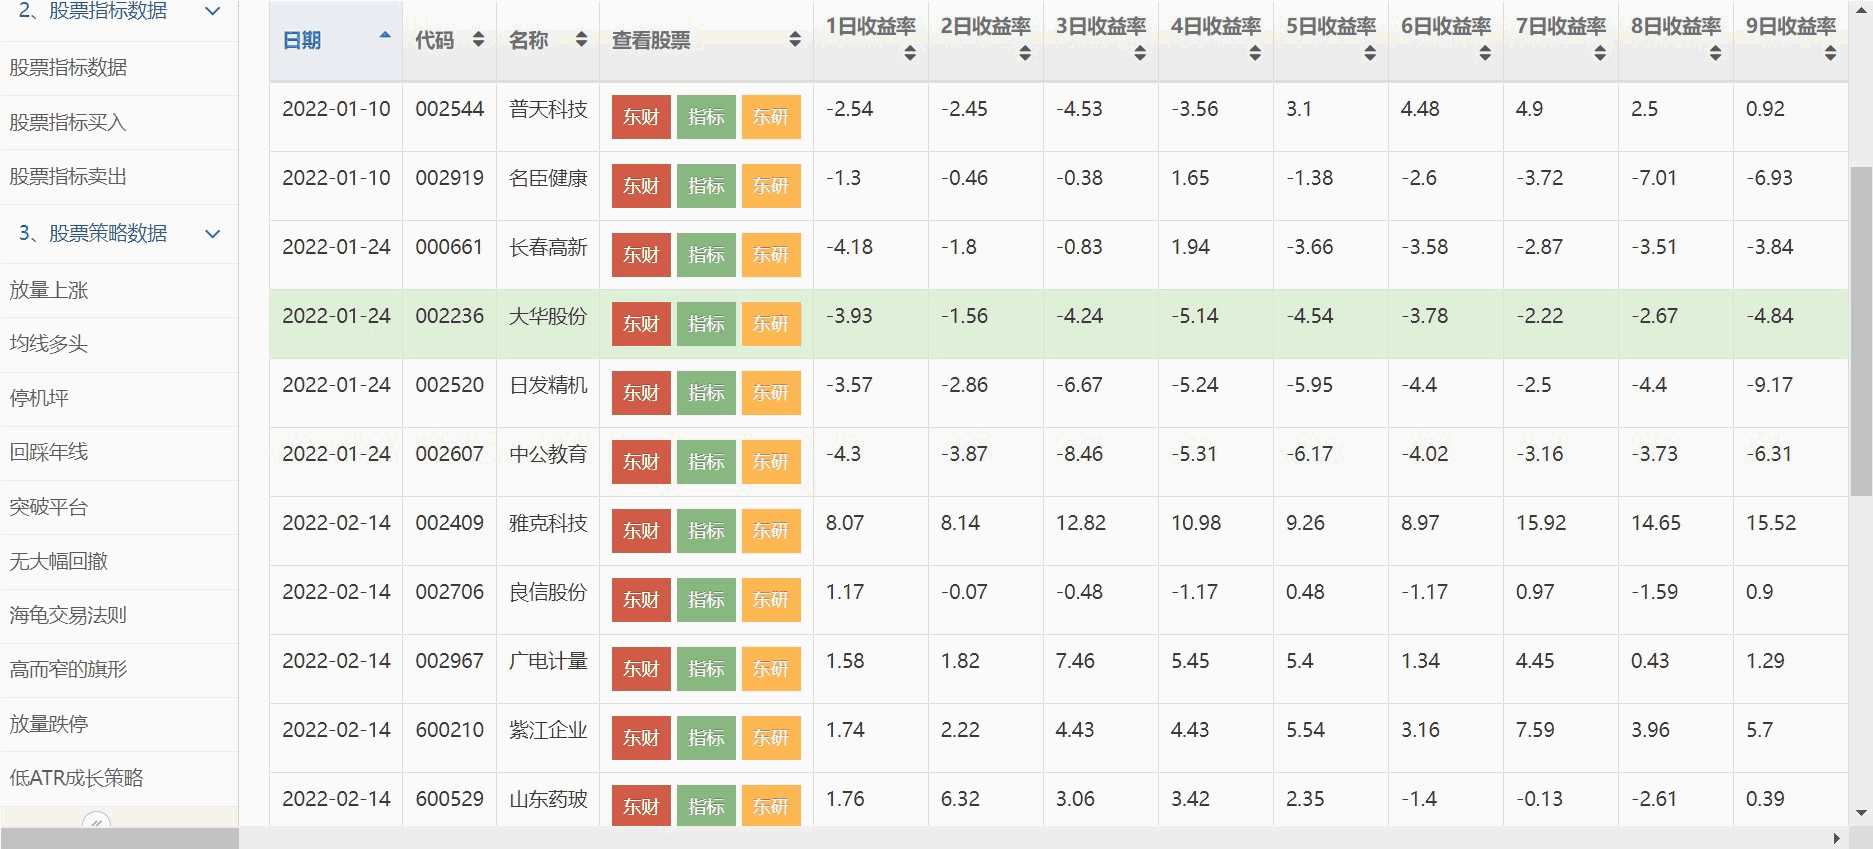 2、股票指标数据
股票指标数据
股票指标买入
股票指标卖出
3、股票策略数据
放量上涨
均线多头
停机坪
回踩年线
突破平台
无大幅回撤
海龟交易法则
高而窄的旗形
放量跌停
低ATR成长策略
日期 代码 名称 查看股票 1日收益率 2日收益率 3日收益率 4日收益率 5日收益率 6日收益率 7日收益率 8日收益率 9日收益率
2022-01-10 002544 普天科技 东财 指标 东研 -2.54 -2.45 -4.53 -3.56 3.1 4.48 4.9 2.5 0.92
2022-01-10 002919 名臣健康 东财 指标 东研 -1.3 -0.46 -0.38 1.65 -1.38 -2.6 -3.72 -7.01 -6.93
2022-01-24 000661 长春高新 东财 指标 东研 -4.18 -1.8 -0.83 1.94 -3.66 -3.58 -2.87 -3.51 -3.84
2022-01-24 002236 大华股份 东财 指标 东研 -3.93 -1.56 -4.24 -5.14 -4.54 -3.78 -2.22 -2.67 -4.84
2022-01-24 002520 日发精机 东财 指标 东研 -3.57 -2.86 -6.67 -5.24 -5.95 -4.4 -2.5 -4.4 -9.17
2022-01-24 002607 中公教育 东财 指标 东研 -4.3 -3.87 -8.46 -5.31 -6.17 -4.02 -3.16 -3.73 -6.31
2022-02-14 002409 雅克科技 东财 指标 东研 8.07 8.14 12.82 10.98 9.26 8.97 15.92 14.65 15.52
2022-02-14 002706 良信股份 东财 指标 东研 1.17 -0.07 -0.48 -1.17 0.48 -1.17 0.97 -1.59 0.9
2022-02-14 002967 广电计量 东财 指标 东研 1.58 1.82 7.46 5.45 5.4 1.34 4.45 0.43 1.29
2022-02-14 600210 紫江企业 东财 指标 东研 1.74 2.22 4.43 4.43 5.54 3.16 7.59 3.96 5.7
2022-02-14 600529 山东药玻 东财 指标 东研 1.76 6.32 3.06 3.42 2.35 -1.4 -0.13 -2.61 0.39